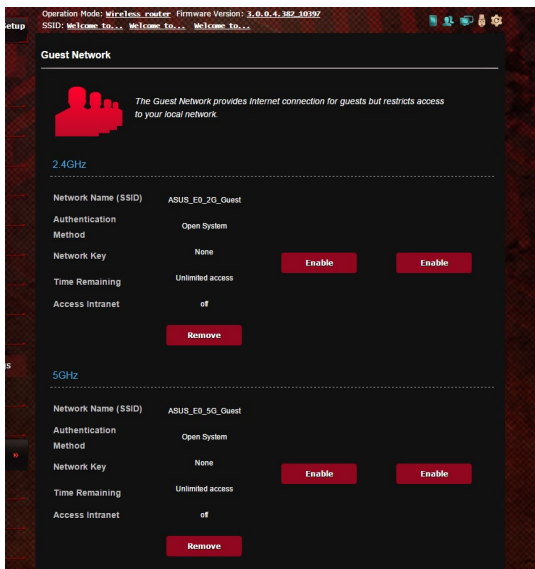 Operation Mode: Wireless router Firmware Version: 3.0.0.4.382_10397
Setup
SSID: Welcome to... Welcome to... Welcome to...
Guest Network
The Guest Network provides Internet connection for guests but restricts access
to your local network.
2.4GHz
Network Name (SSID) ASUS_E0_2G_Guest
Authentication
Method Open System
Network Key None
Enable Enable
Time Remaining Unlimited access
Access Intranet off
Remove
gs
5GHz
Network Name (SSID) ASUS_E0_5G_Guest
Authentication
Method Open System
Network Key None
Enable Enable
Time Remaining Unlimited access
Access Intranet off
Remove